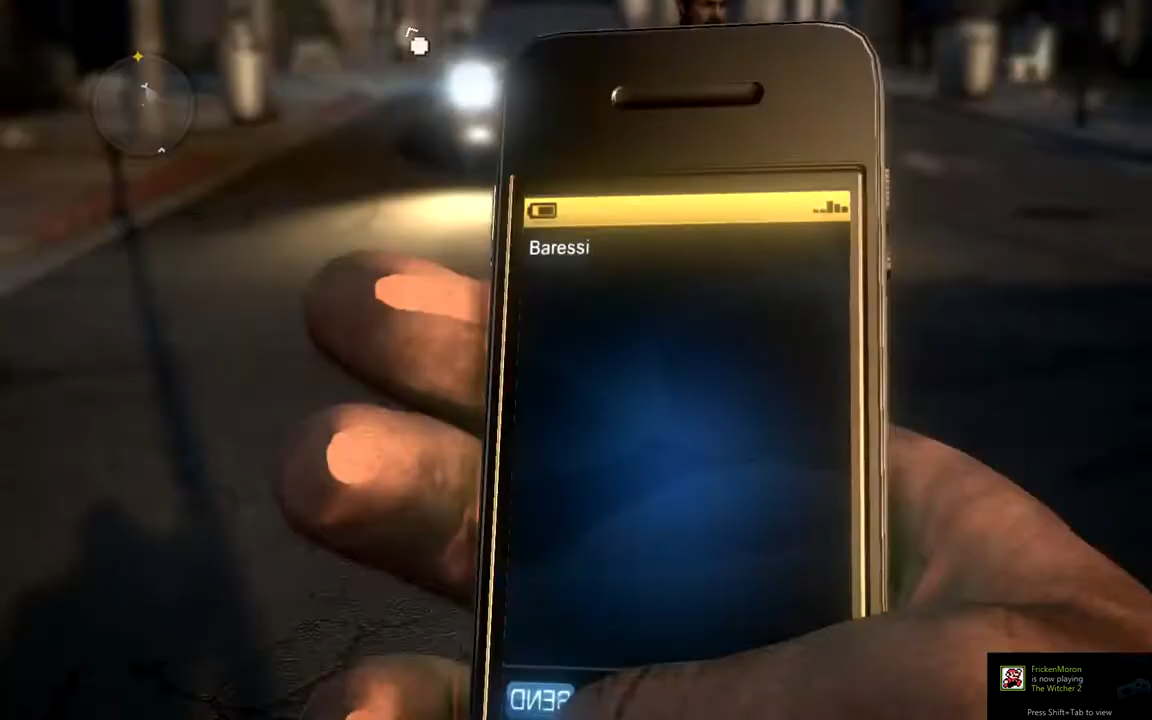 Baressi
SEND
FrickenMoron
is now playing
The Witcher 2
Press Shift+Tab to view